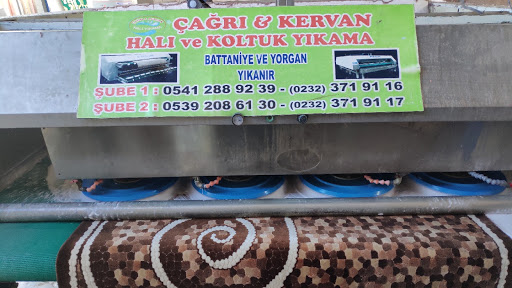 ÇAĞRI & KERVAN
HALI ve KOLTUK YIKAMA
BATTANİYE VE YORGAN
YIKANIR
ŞUBE 1 : 0541 288 92 39 - (0232) 371 91 16
ŞUBE 2 : 0539 208 61 30 - (0232) 371 91 17